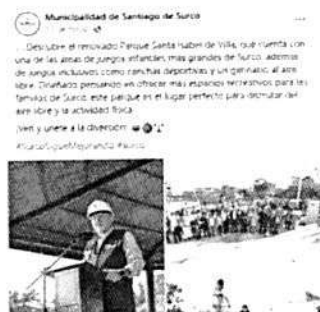 Municipalidad de Santiago de Surco
Descubre el renovado Parque Santa Isabel de Villa, que cuenta con
una de las áreas de juegos infantiles más grandes de Surco, además
de juegos inclusivos como canchas deportivas y un gimnasio al aire
libre. Diseñado pensando en ofrecer más espacios recreativos para las
familias de Surco, este parque es el lugar perfecto para disfrutar del
aire libre y la actividad física
¡Ven y únete a la diversión!
#SurcoSigueMejorando #surco